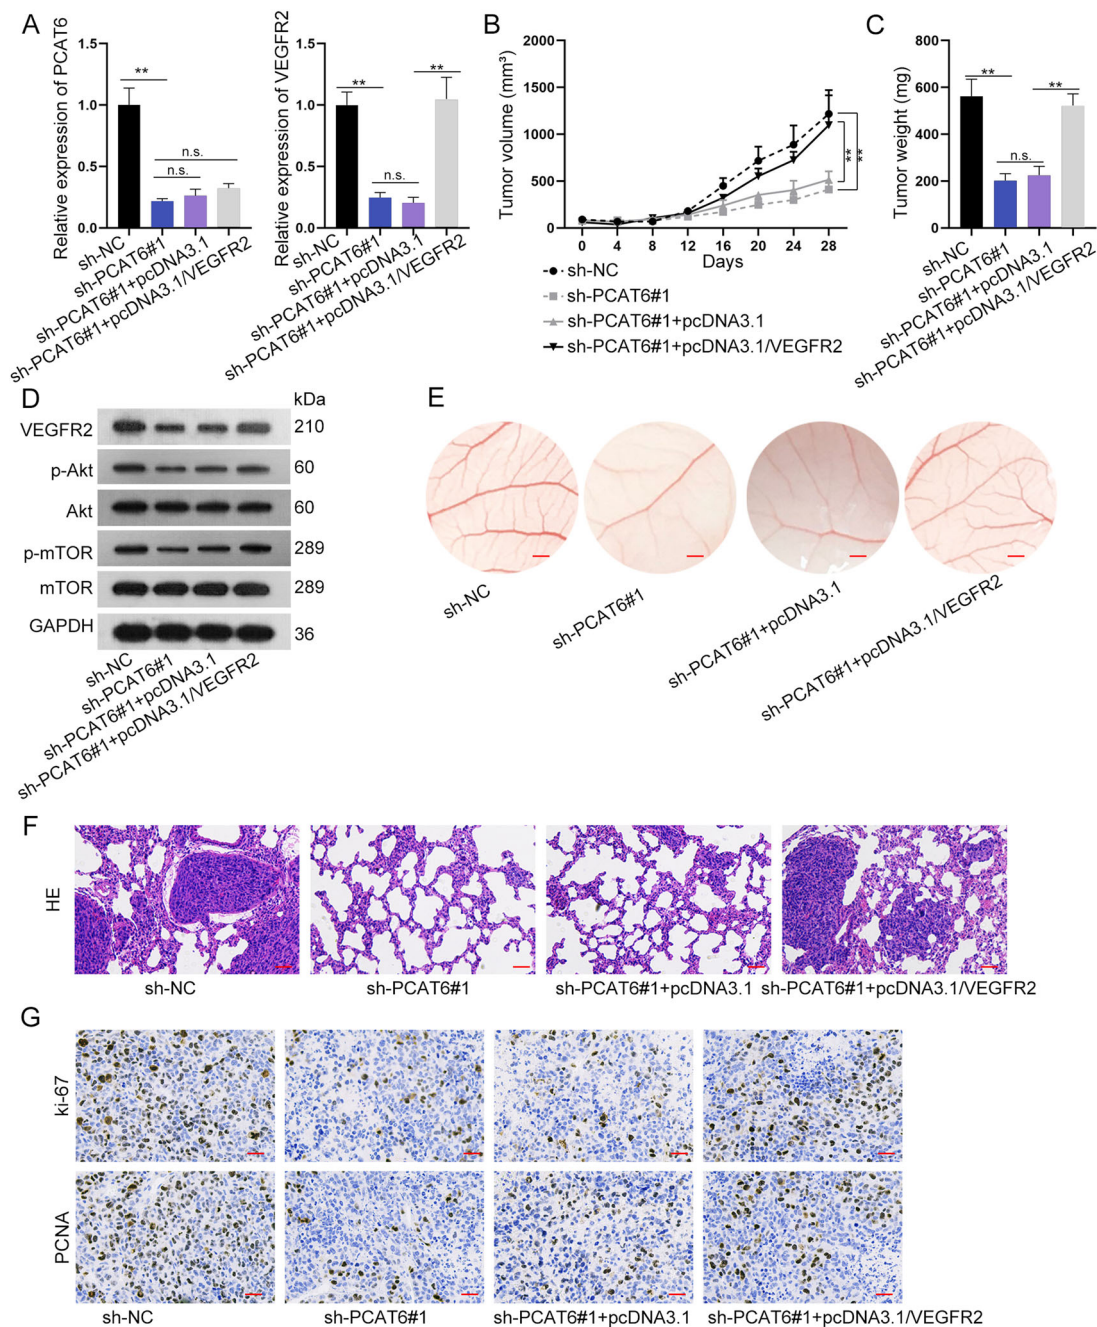 A
Relative expression of PCAT6
1.5
1.0
0.5
0.0
**
n.s.
n.s.
sh-NC
sh-PCAT6#1
sh-PCAT6#1+pcDNA3.1
sh-PCAT6#1+pcDNA3.1/VEGFR2
Relative expression of VEGFR2
1.5
1.0
0.5
0.0
**
n.s.
**
sh-NC
sh-PCAT6#1
sh-PCAT6#1+pcDNA3.1
sh-PCAT6#1+pcDNA3.1/VEGFR2
B
Tumor volume (mm³)
2000
1500
1000
500
0
0 4 8 12 16 20 24 28
Days
**
**
sh-NC
sh-PCAT6#1
sh-PCAT6#1+pcDNA3.1
sh-PCAT6#1+pcDNA3.1/VEGFR2
C
Tumor weight (mg)
800
600
400
200
0
**
n.s.
**
sh-NC
sh-PCAT6#1
sh-PCAT6#1+pcDNA3.1
sh-PCAT6#1+pcDNA3.1/VEGFR2
D
kDa
VEGFR2 210
p-Akt 60
Akt 60
p-mTOR 289
mTOR 289
GAPDH 36
sh-NC
sh-PCAT6#1
sh-PCAT6#1+pcDNA3.1
sh-PCAT6#1+pcDNA3.1/VEGFR2
E
sh-NC
sh-PCAT6#1
sh-PCAT6#1+pcDNA3.1
sh-PCAT6#1+pcDNA3.1/VEGFR2
F
HE
sh-NC sh-PCAT6#1 sh-PCAT6#1+pcDNA3.1 sh-PCAT6#1+pcDNA3.1/VEGFR2
G
ki-67
PCNA
sh-NC sh-PCAT6#1 sh-PCAT6#1+pcDNA3.1 sh-PCAT6#1+pcDNA3.1/VEGFR2